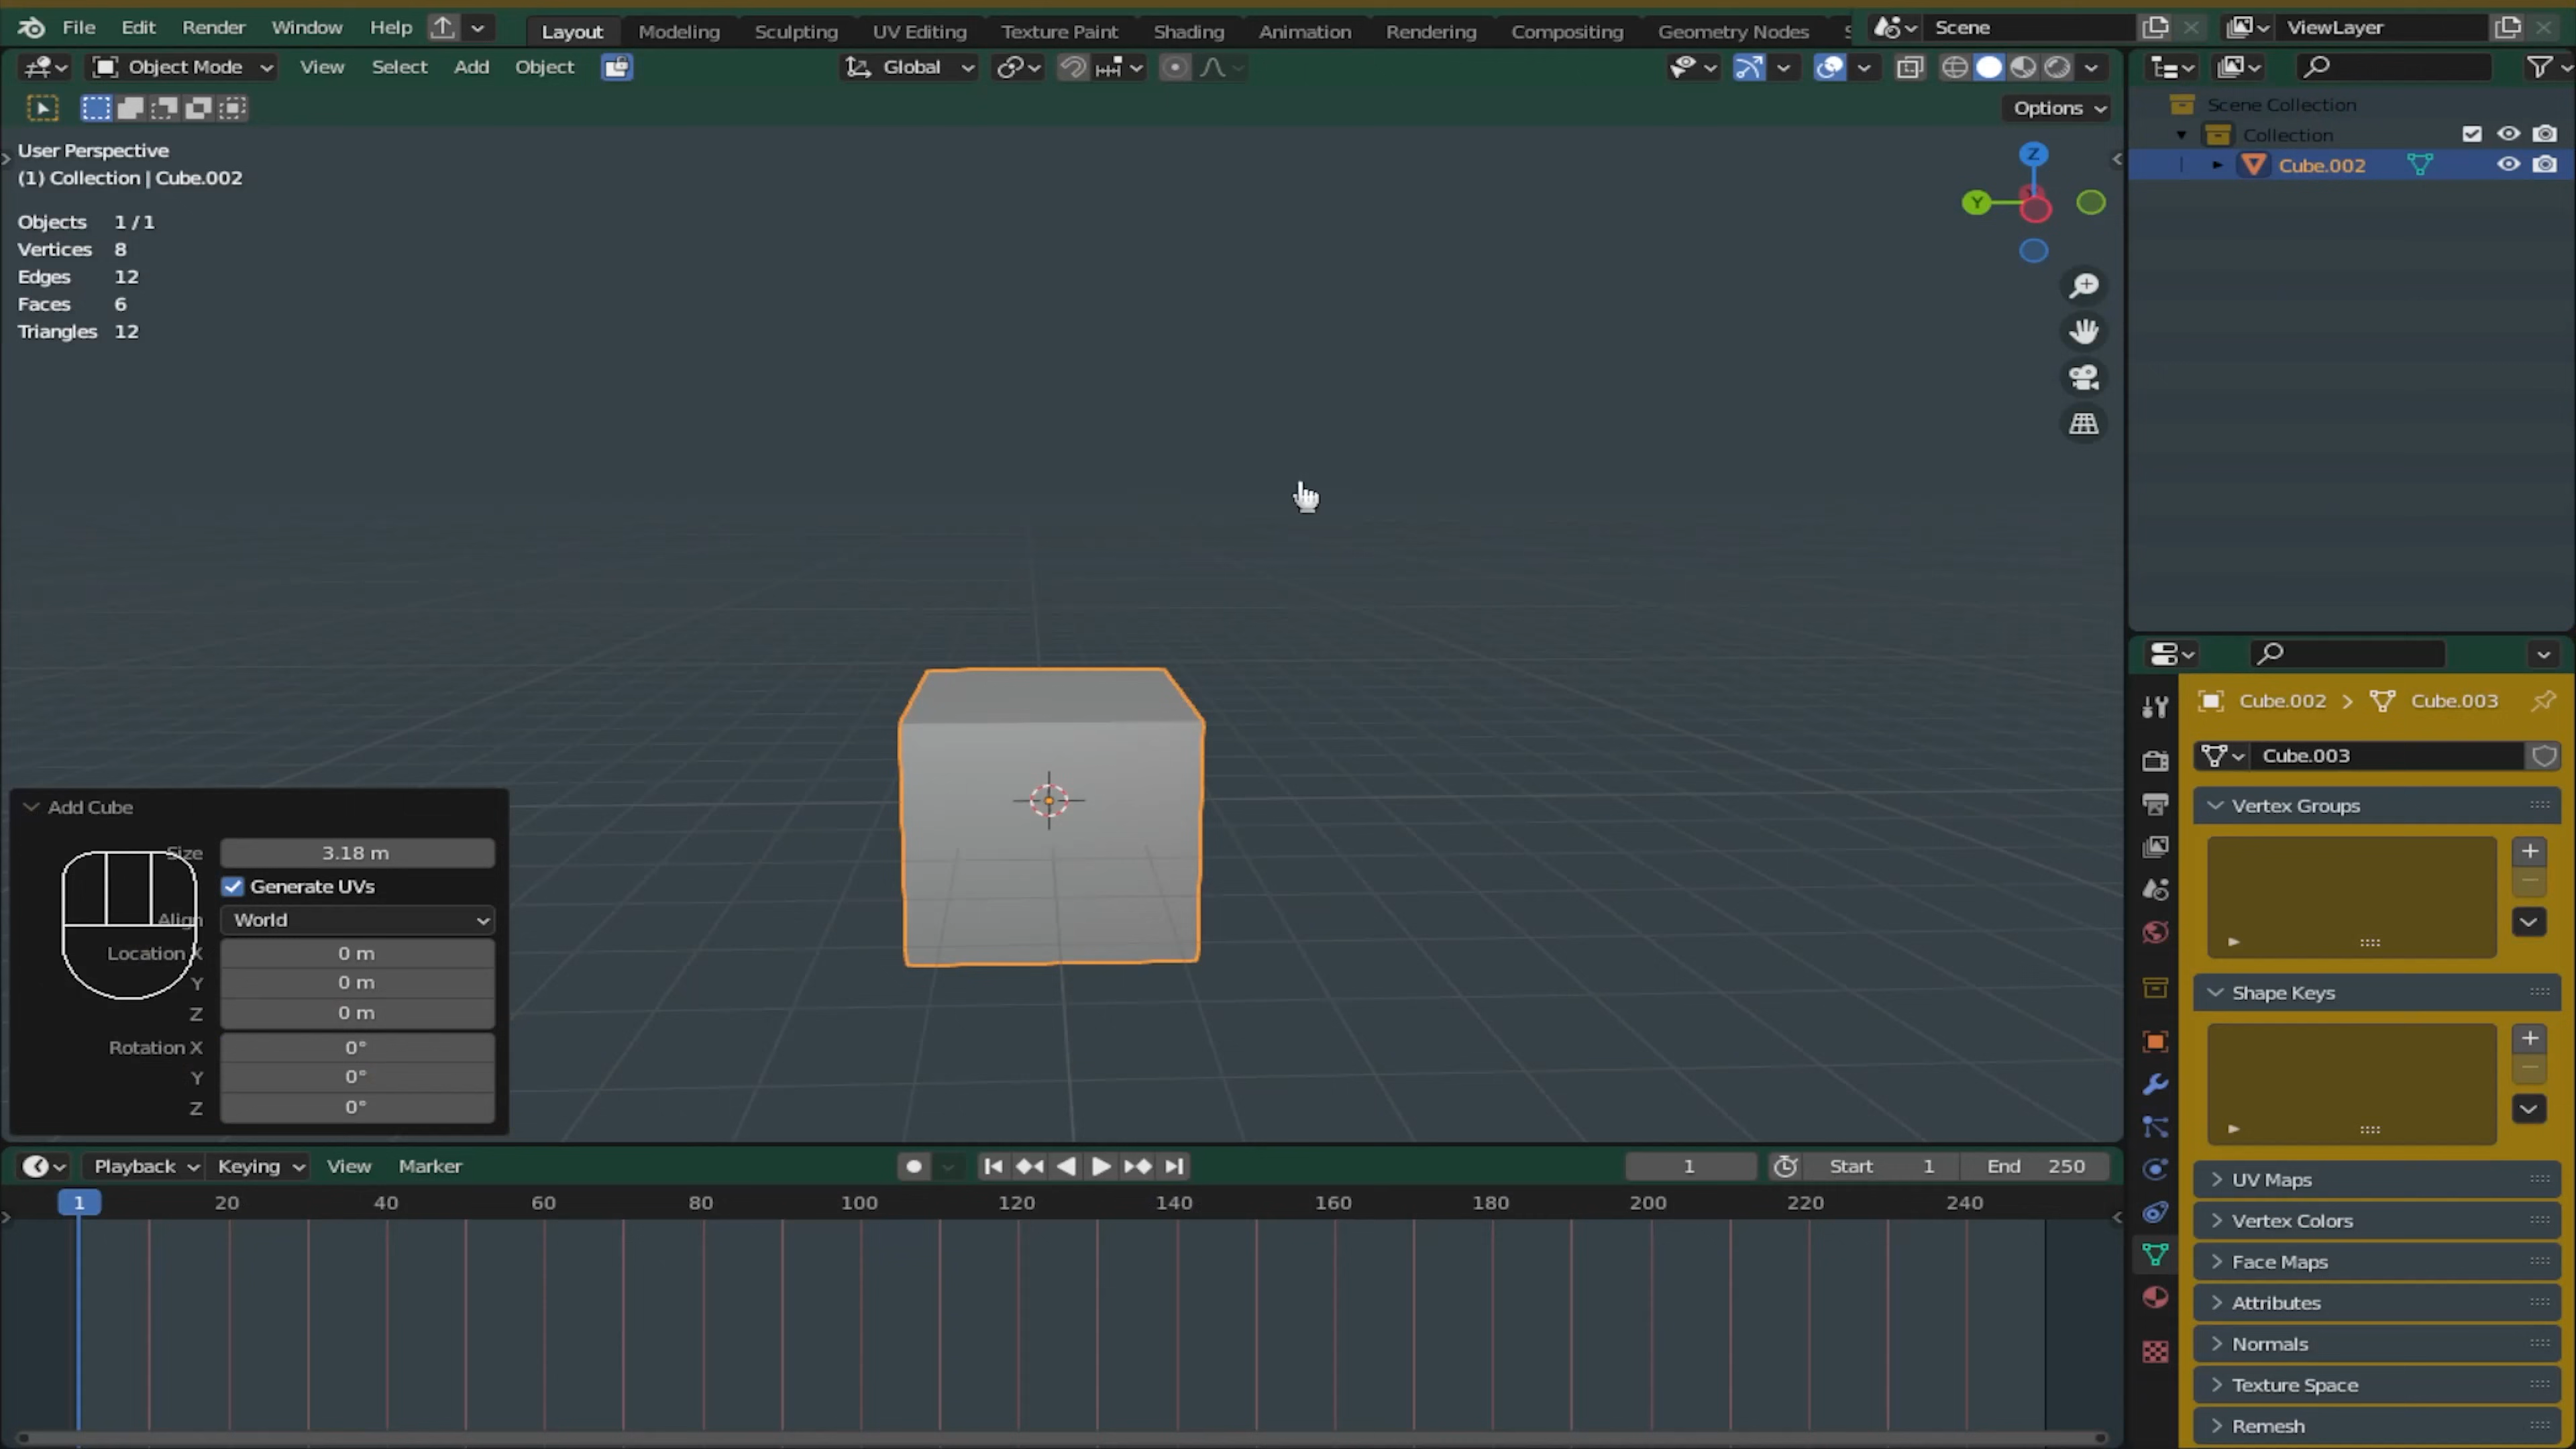 File Edit Render Window Help Layout Modeling Sculpting UV Editing Texture Paint Shading Animation Rendering Compositing Geometry Nodes Scene ViewLayer
Object Mode View Select Add Object Global
Options
User Perspective
(1) Collection | Cube.002
Objects 1 / 1
Vertices 8
Edges 12
Faces 6
Triangles 12
Z
Y
Scene Collection
Collection
Cube.002
Add Cube
Size 3.18 m
Generate UVs
Align World
Location X 0 m
Y 0 m
Z 0 m
Rotation X 0°
Y 0°
Z 0°
Cube.002 > Cube.003
Cube.003
Vertex Groups
Shape Keys
UV Maps
Vertex Colors
Face Maps
Attributes
Normals
Texture Space
Remesh
Playback Keying View Marker 1 Start 1 End 250
1 20 40 60 80 100 120 140 160 180 200 220 240